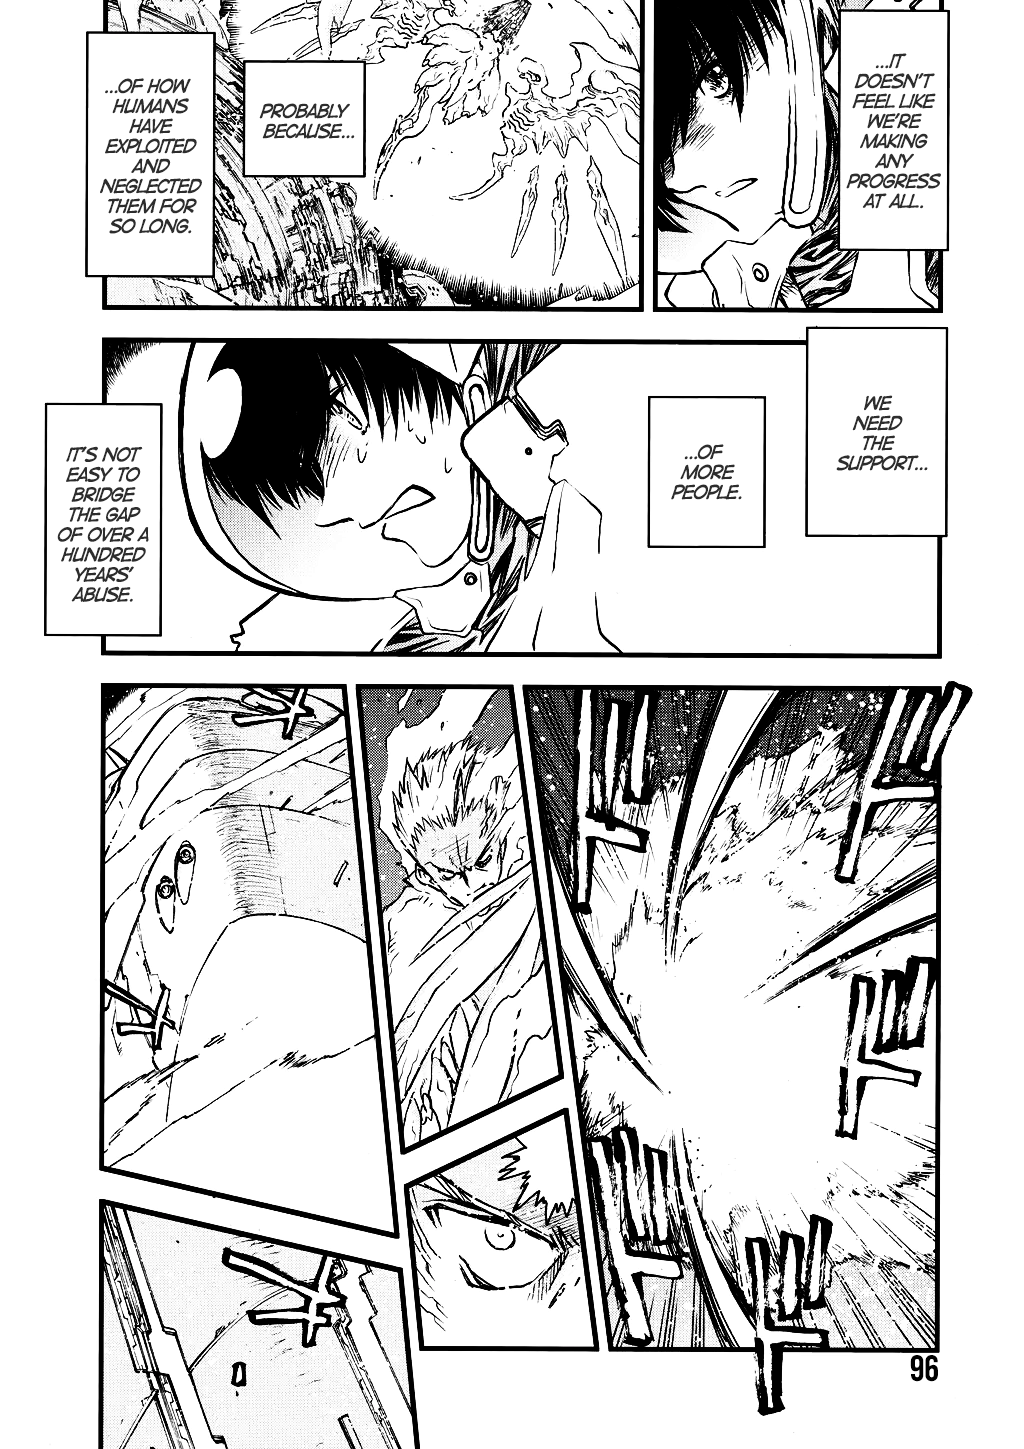 ...IT
DOESN'T
FEEL LIKE
WE'RE
MAKING
ANY
PROGRESS
AT ALL.
PROBABLY
BECAUSE...
...OF HOW
HUMANS
HAVE
EXPLOITED
AND
NEGLECTED
THEM FOR
SO LONG.
WE
NEED
THE
SUPPORT...
...OF
MORE
PEOPLE.
IT'S NOT
EASY TO
BRIDGE
THE GAP
OF OVER A
HUNDRED
YEARS'
ABUSE.
96